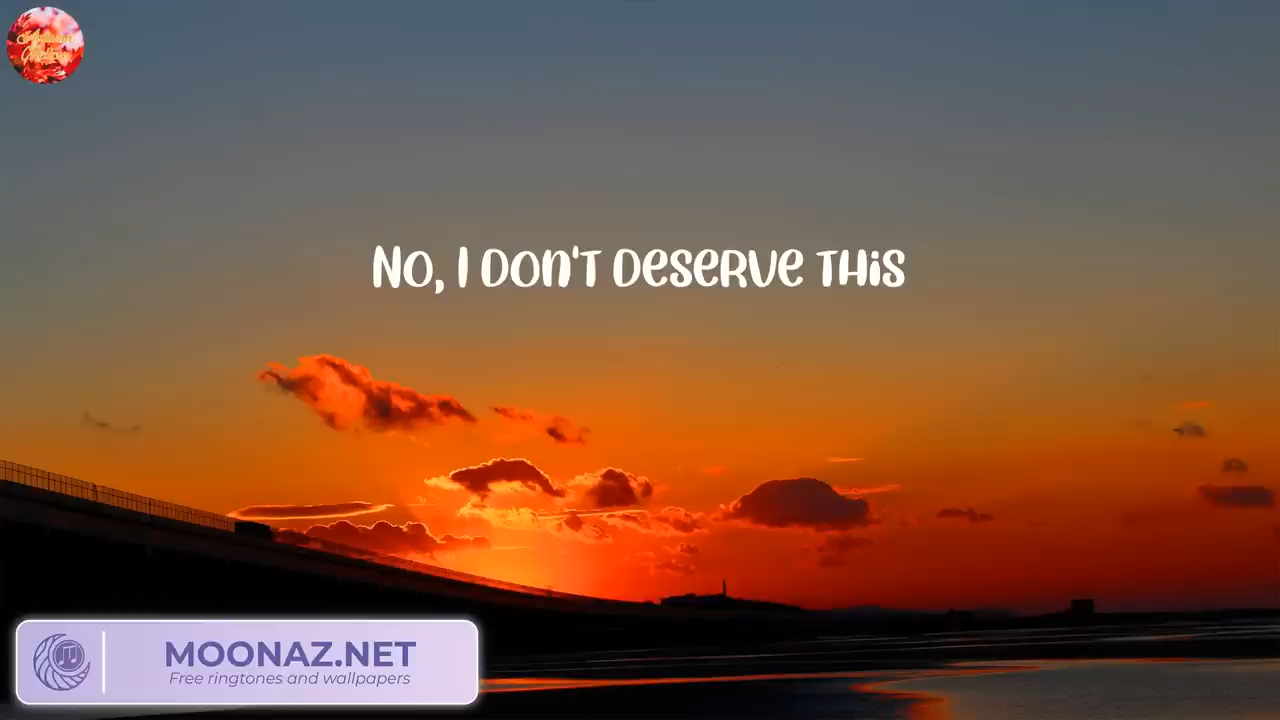 No, I DON'T DESERVE THIS
MOONAZ.NET
Free ringtones and wallpapers